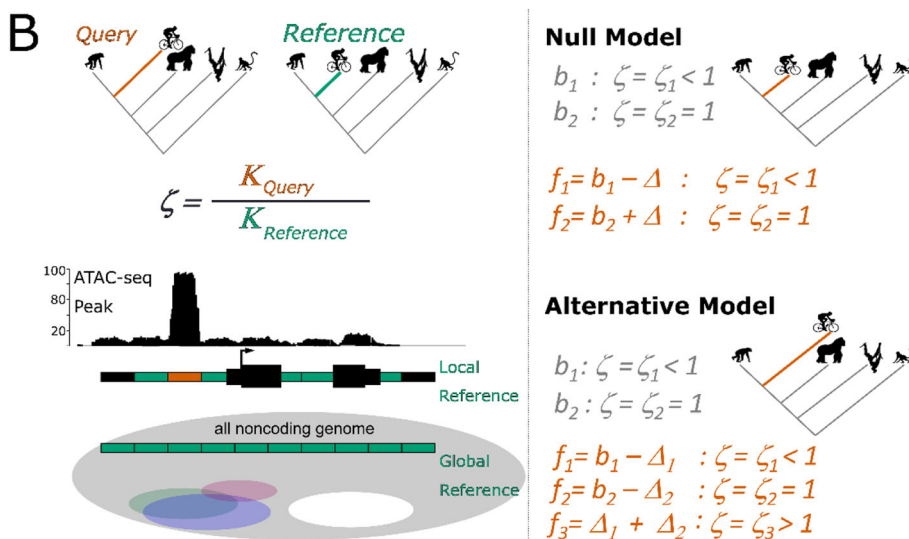 B
Query
Reference
ζ = K_Query / K_Reference
100
80
20
ATAC-seq
Peak
Local
Reference
all noncoding genome
Global
Reference
Null Model
b₁ : ζ = ζ₁ < 1
b₂ : ζ = ζ₂ = 1
f₁= b₁ – Δ : ζ = ζ₁< 1
f₂= b₂ + Δ : ζ = ζ₂ = 1
Alternative Model
b₁: ζ = ζ₁< 1
b₂: ζ = ζ₂ = 1
f₁= b₁ – Δ₁ : ζ = ζ₁< 1
f₂= b₂ – Δ₂ : ζ = ζ₂ = 1
f₃= Δ₁ + Δ₂ : ζ = ζ₃ > 1